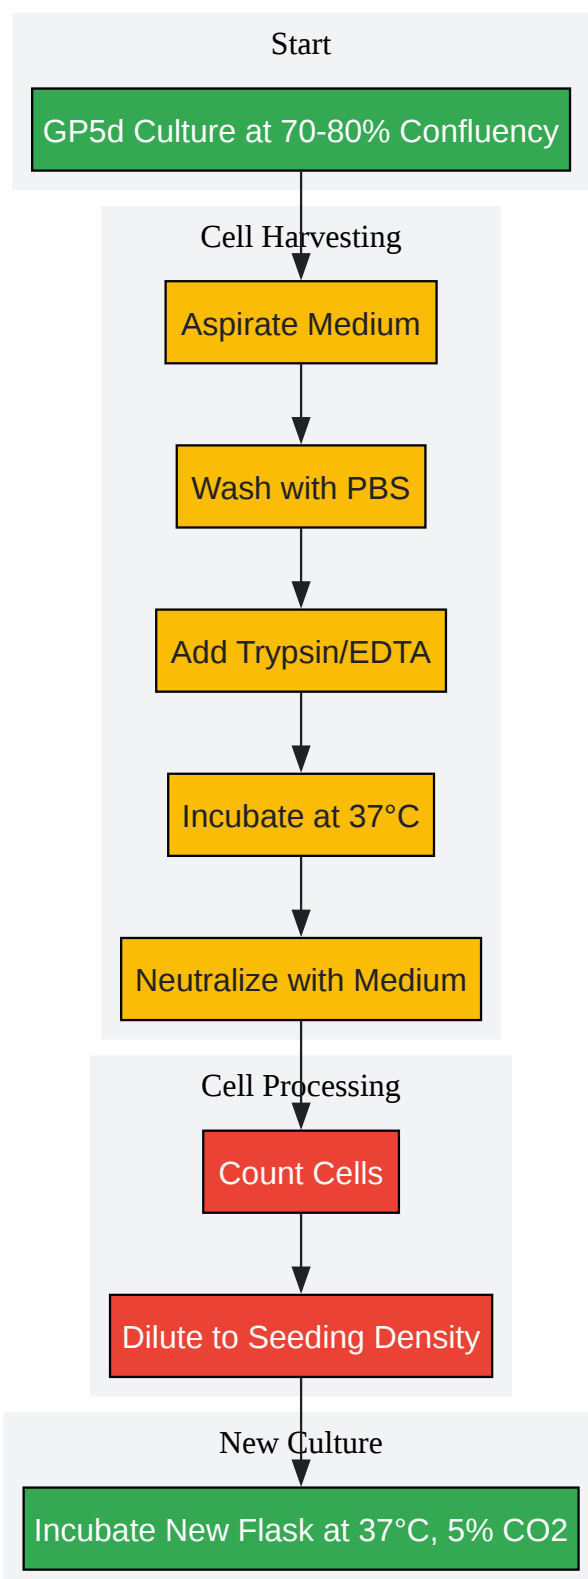 Start
GP5d Culture at 70-80% Confluency
Cell Harvesting
Aspirate Medium
Wash with PBS
Add Trypsin/EDTA
Incubate at 37°C
Neutralize with Medium
Cell Processing
Count Cells
Dilute to Seeding Density
New Culture
Incubate New Flask at 37°C, 5% CO2